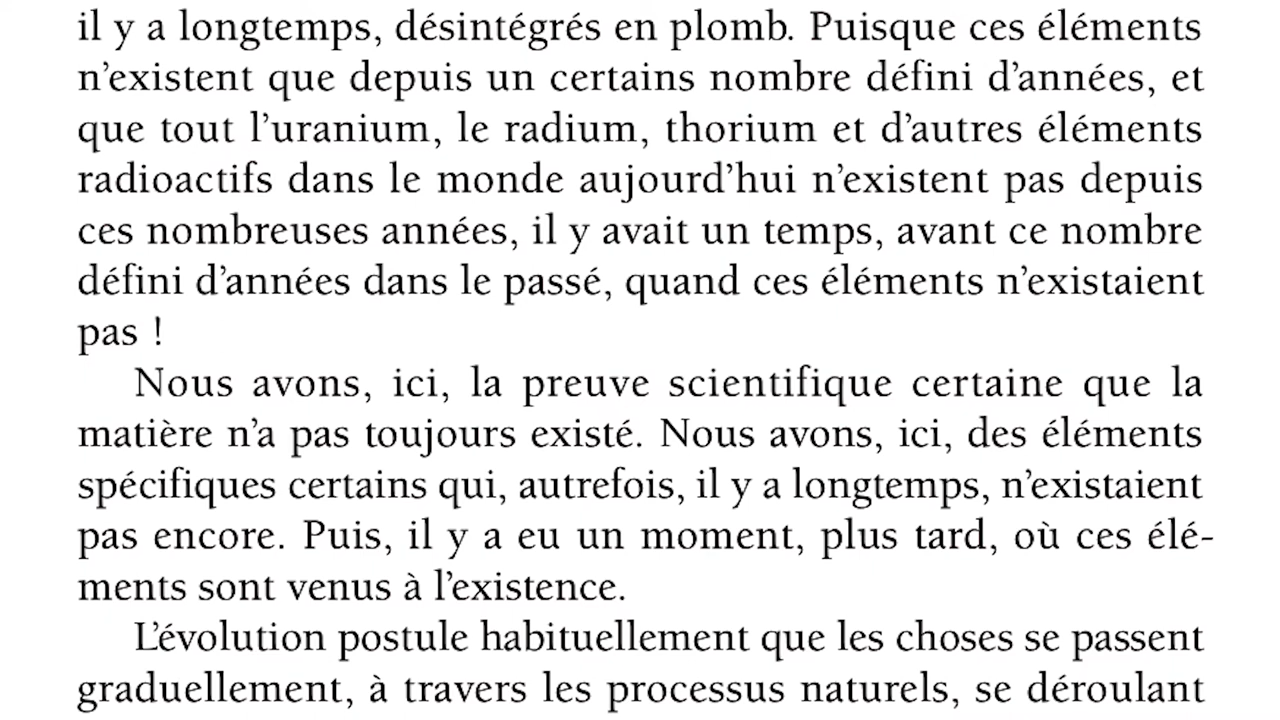 il y a longtemps, désintégrés en plomb. Puisque ces éléments
n’existent que depuis un certains nombre défini d’années, et
que tout l’uranium, le radium, thorium et d’autres éléments
radioactifs dans le monde aujourd’hui n’existent pas depuis
ces nombreuses années, il y avait un temps, avant ce nombre
défini d’années dans le passé, quand ces éléments n’existaient
pas !
Nous avons, ici, la preuve scientifique certaine que la
matière n’a pas toujours existé. Nous avons, ici, des éléments
spécifiques certains qui, autrefois, il y a longtemps, n’existaient
pas encore. Puis, il y a eu un moment, plus tard, où ces élé-
ments sont venus à l’existence.
L’évolution postule habituellement que les choses se passent
graduellement, à travers les processus naturels, se déroulant